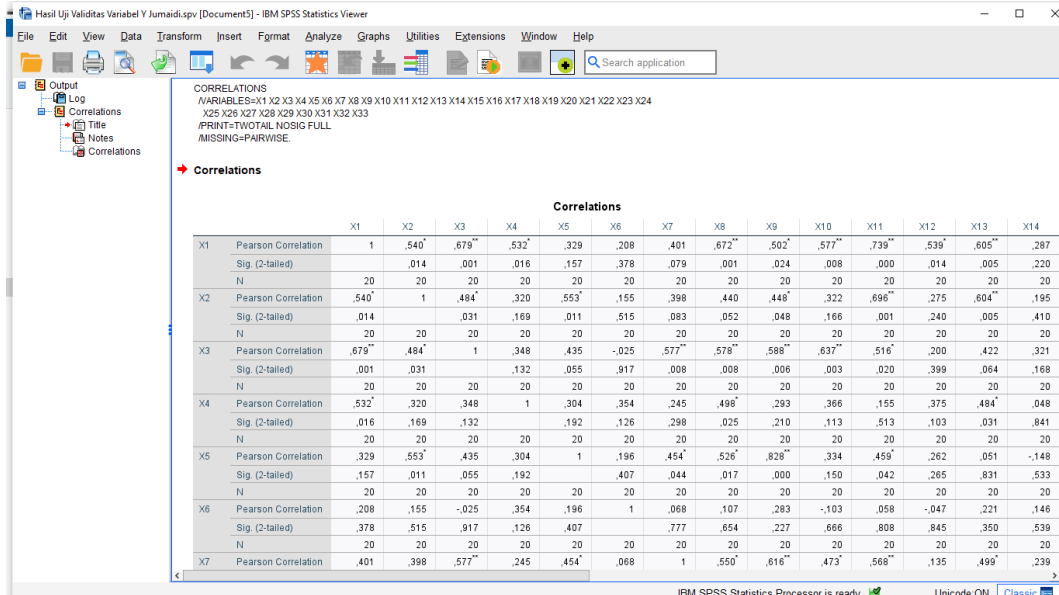 Hasil Uji Validitas Variabel Y Jumaidi.spv [Document5] - IBM SPSS Statistics Viewer
File Edit View Data Transform Insert Format Analyze Graphs Utilities Extensions Window Help
Search application
Output
Log
Correlations
Title
Notes
Correlations
CORRELATIONS
/VARIABLES=X1 X2 X3 X4 X5 X6 X7 X8 X9 X10 X11 X12 X13 X14 X15 X16 X17 X18 X19 X20 X21 X22 X23 X24
X25 X26 X27 X28 X29 X30 X31 X32 X33
/PRINT=TWOTAIL NOSIG FULL
/MISSING=PAIRWISE.
Correlations
Correlations
X1 X2 X3 X4 X5 X6 X7 X8 X9 X10 X11 X12 X13 X14
X1 Pearson Correlation 1 ,540* ,679** ,532* ,329 ,208 ,401 ,672** ,502* ,577** ,739** ,539* ,605** ,287
Sig. (2-tailed) ,014 ,001 ,016 ,157 ,378 ,079 ,001 ,024 ,008 ,000 ,014 ,005 ,220
N 20 20 20 20 20 20 20 20 20 20 20 20 20 20
X2 Pearson Correlation ,540* 1 ,484* ,320 ,553* ,155 ,398 ,440 ,448* ,322 ,696** ,275 ,604** ,195
Sig. (2-tailed) ,014 ,031 ,169 ,011 ,515 ,083 ,052 ,048 ,166 ,001 ,240 ,005 ,410
N 20 20 20 20 20 20 20 20 20 20 20 20 20 20
X3 Pearson Correlation ,679** ,484* 1 ,348 ,435 -,025 ,577** ,578** ,588** ,637** ,516* ,200 ,422 ,321
Sig. (2-tailed) ,001 ,031 ,132 ,055 ,917 ,008 ,008 ,006 ,003 ,020 ,399 ,064 ,168
N 20 20 20 20 20 20 20 20 20 20 20 20 20 20
X4 Pearson Correlation ,532* ,320 ,348 1 ,304 ,354 ,245 ,498* ,293 ,366 ,155 ,375 ,484* ,048
Sig. (2-tailed) ,016 ,169 ,132 ,192 ,126 ,298 ,025 ,210 ,113 ,513 ,103 ,031 ,841
N 20 20 20 20 20 20 20 20 20 20 20 20 20 20
X5 Pearson Correlation ,329 ,553* ,435 ,304 1 ,196 ,454* ,526* ,828** ,334 ,459* ,262 ,051 -,148
Sig. (2-tailed) ,157 ,011 ,055 ,192 ,407 ,044 ,017 ,000 ,150 ,042 ,265 ,831 ,533
N 20 20 20 20 20 20 20 20 20 20 20 20 20 20
X6 Pearson Correlation ,208 ,155 -,025 ,354 ,196 1 ,068 ,107 ,283 -,103 ,058 -,047 ,221 ,146
Sig. (2-tailed) ,378 ,515 ,917 ,126 ,407 ,777 ,654 ,227 ,666 ,808 ,845 ,350 ,539
N 20 20 20 20 20 20 20 20 20 20 20 20 20 20
X7 Pearson Correlation ,401 ,398 ,577** ,245 ,454* ,068 1 ,550* ,616** ,473* ,568** ,135 ,499* ,239
IBM SPSS Statistics Processor is ready Unicode:ON Classic